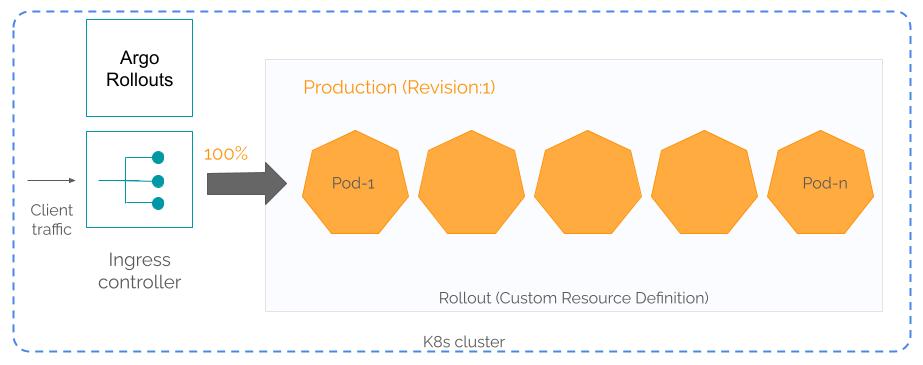 Argo
Rollouts
Production (Revision:1)
100%
Pod-1
Pod-n
Client
traffic
Ingress
controller
Rollout (Custom Resource Definition)
K8s cluster